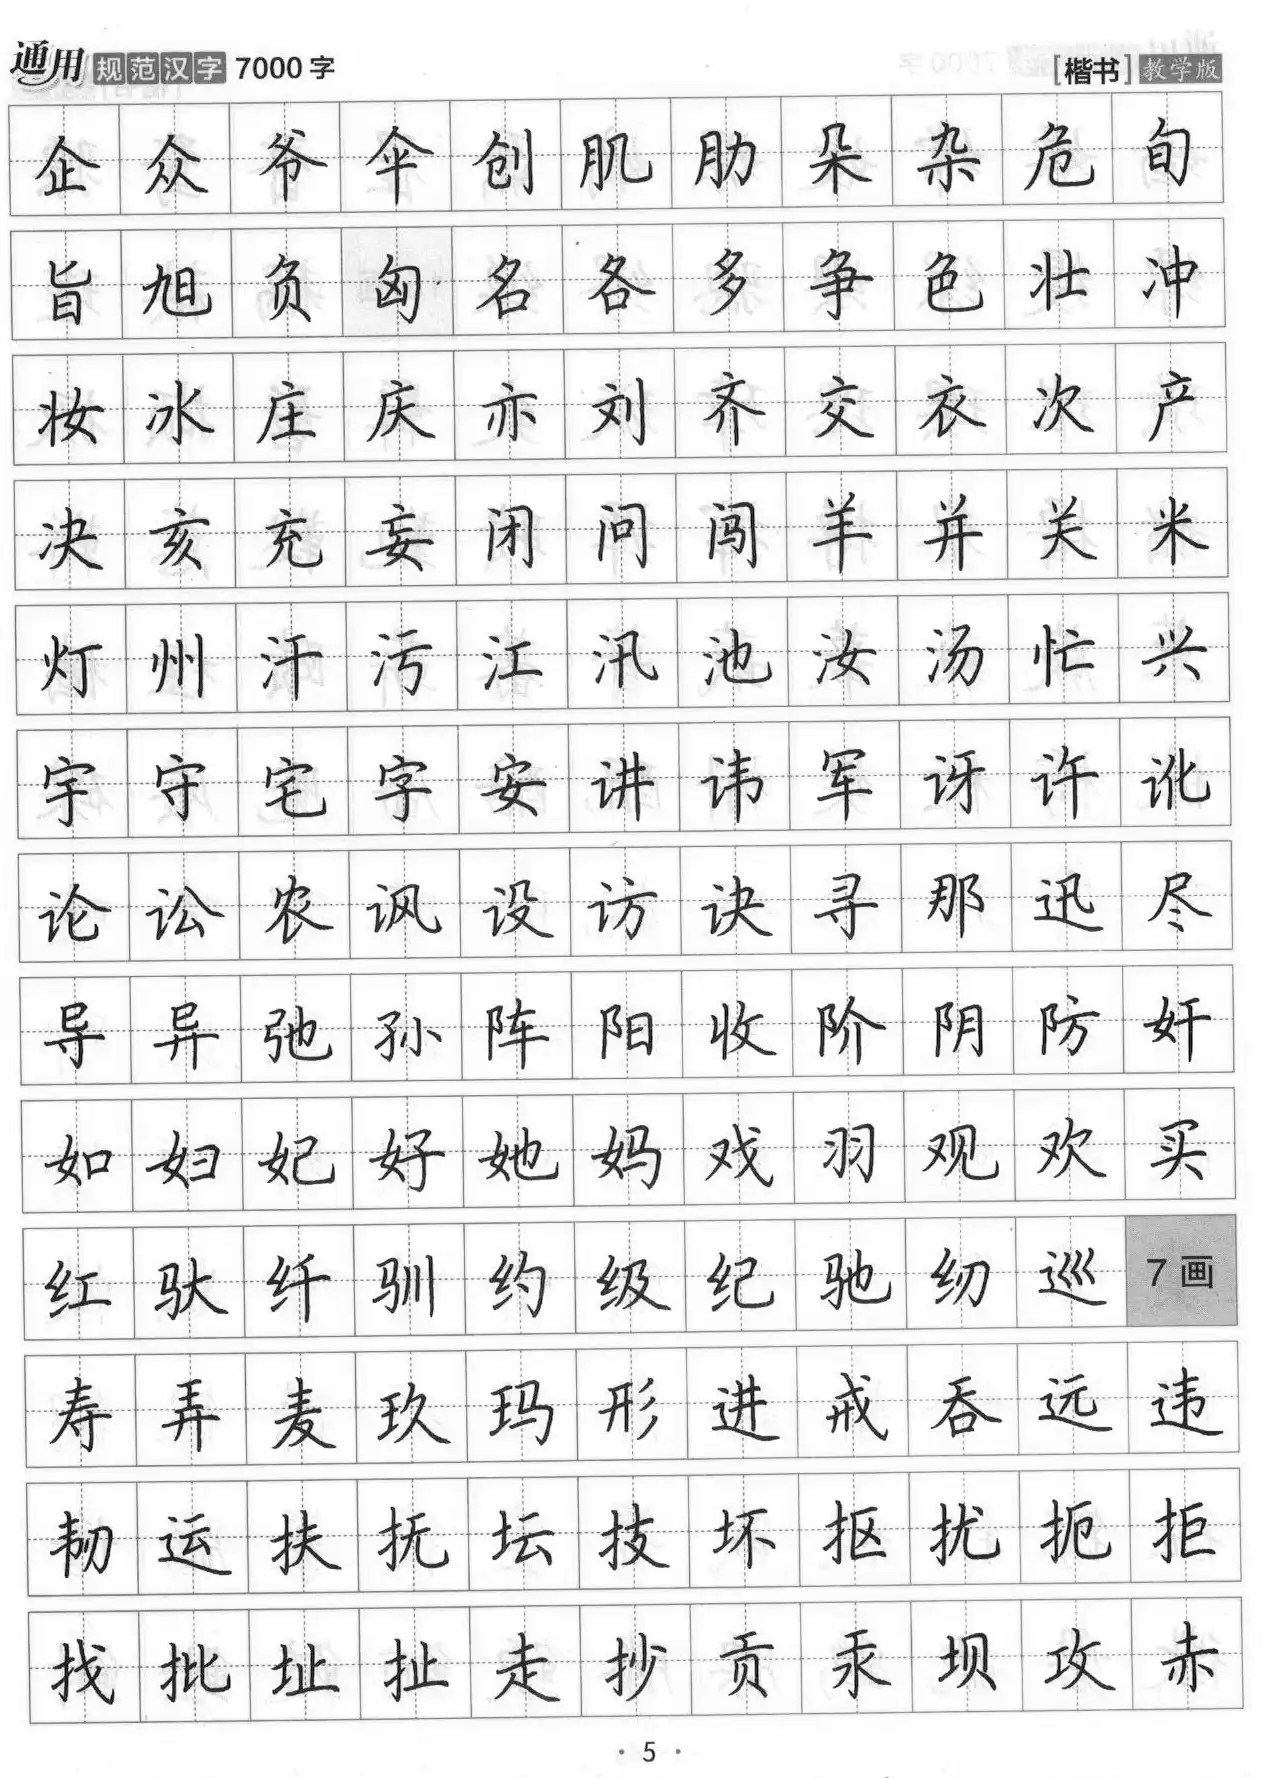 通用规范汉字 7000 字 [楷书] 教学版
企众爷伞创肌肋朵杂危旬
旨旭负匈名各多争色壮冲
妆冰庄庆亦刘齐交衣次产
决亥充妄闭问闯羊并关米
灯州汗污江汛池汝汤忙兴
宇守宅字安讲讳军讶许讹
论讼农讽设访诀寻那迅尽
导异弛孙阵阳收阶阴防奸
如妇妃好她妈戏羽观欢买
红驮纤驯约级纪驰纫巡 7 画
寿弄麦玖玛形进戒吞远违
韧运扶抚坛技坏抠扰扼拒
找批址扯走抄贡汞坝攻赤
· 5 ·